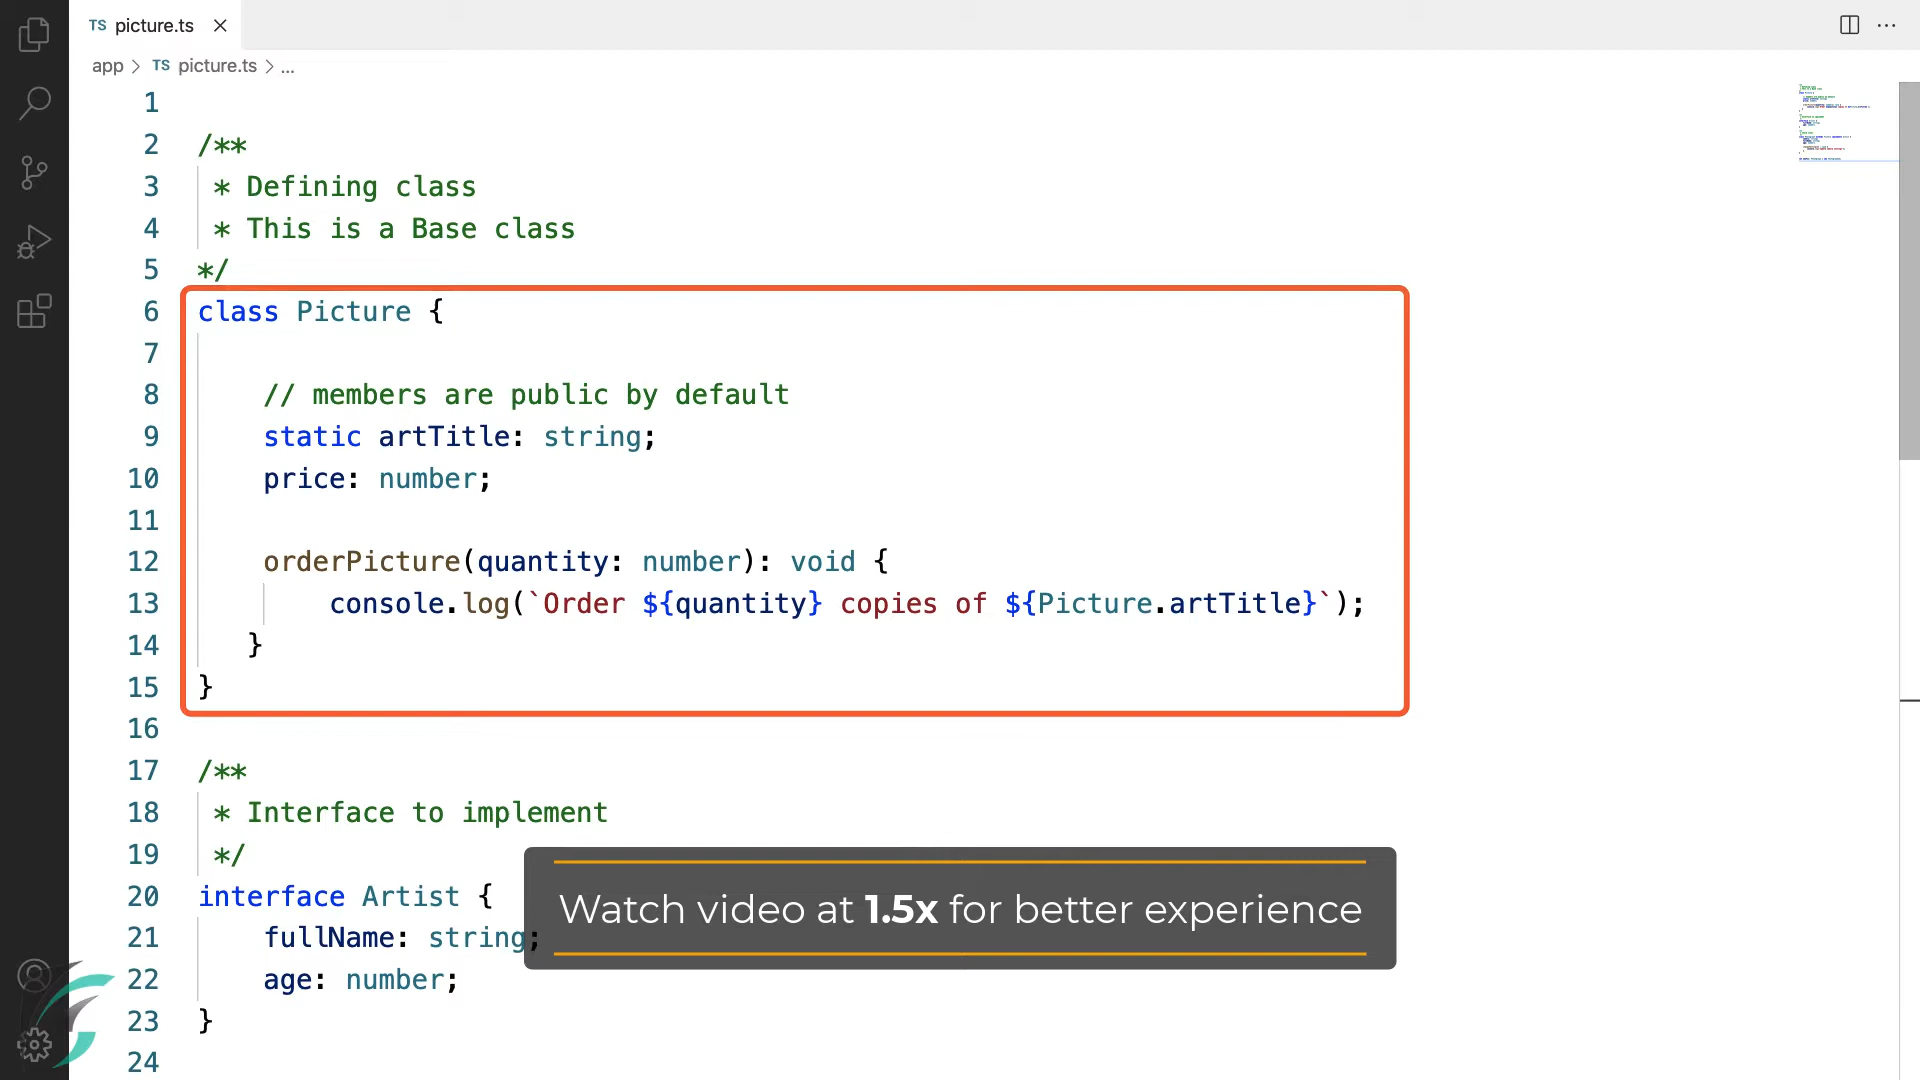 TS picture.ts ×
app > TS picture.ts > ...
1
2 /**
3 * Defining class
4 * This is a Base class
5 */
6 class Picture {
7
8 // members are public by default
9 static artTitle: string;
10 price: number;
11
12 orderPicture(quantity: number): void {
13 console.log(`Order ${quantity} copies of ${Picture.artTitle}`);
14 }
15 }
16
17 /**
18 * Interface to implement
19 */
20 interface Artist {
21 fullName: string;
22 age: number;
23 }
24
Watch video at 1.5x for better experience